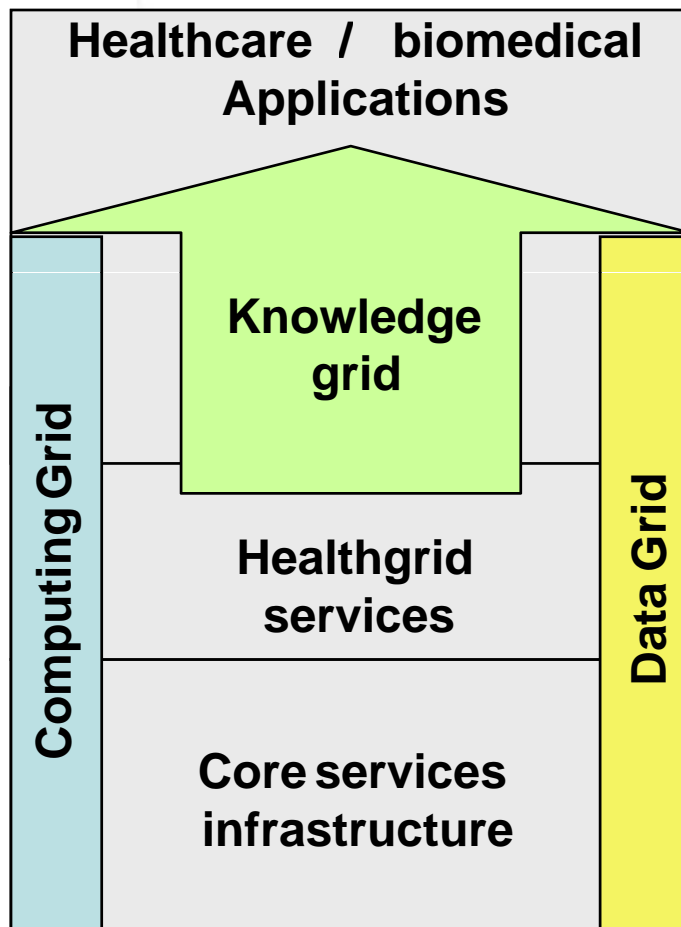 Healthcare / biomedical
Applications
Knowledge
grid
Computing Grid
Data Grid
Healthgrid
services
Core services
infrastructure